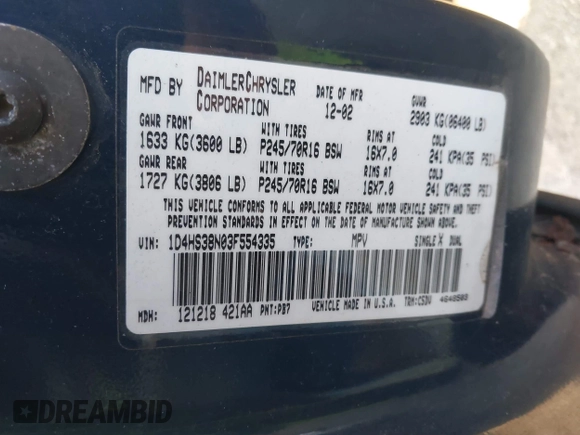 MFD BY DAIMLERCHRYSLER CORPORATION DATE OF MFR 12-02 GVWR 2903 KG(06400 LB)
GAWR FRONT WITH TIRES RIMS AT COLD
1633 KG(3600 LB) P245/70R16 BSW 16X7.0 241 KPA(35 PSI)
GAWR REAR WITH TIRES RIMS AT COLD
1727 KG(3806 LB) P245/70R16 BSW 16X7.0 241 KPA(35 PSI)
THIS VEHICLE CONFORMS TO ALL APPLICABLE FEDERAL MOTOR VEHICLE SAFETY AND
THEFT PREVENTION STANDARDS IN EFFECT ON THE DATE OF MANUFACTURE SHOWN ABOVE
VIN: 1D4HS38N03F554335 TYPE: MPV SINGLE X DUAL
MDH: 121218 421AA PNT:PB7 VEHICLE MADE IN U.S.A. TRM:C5DV
DREAMBID